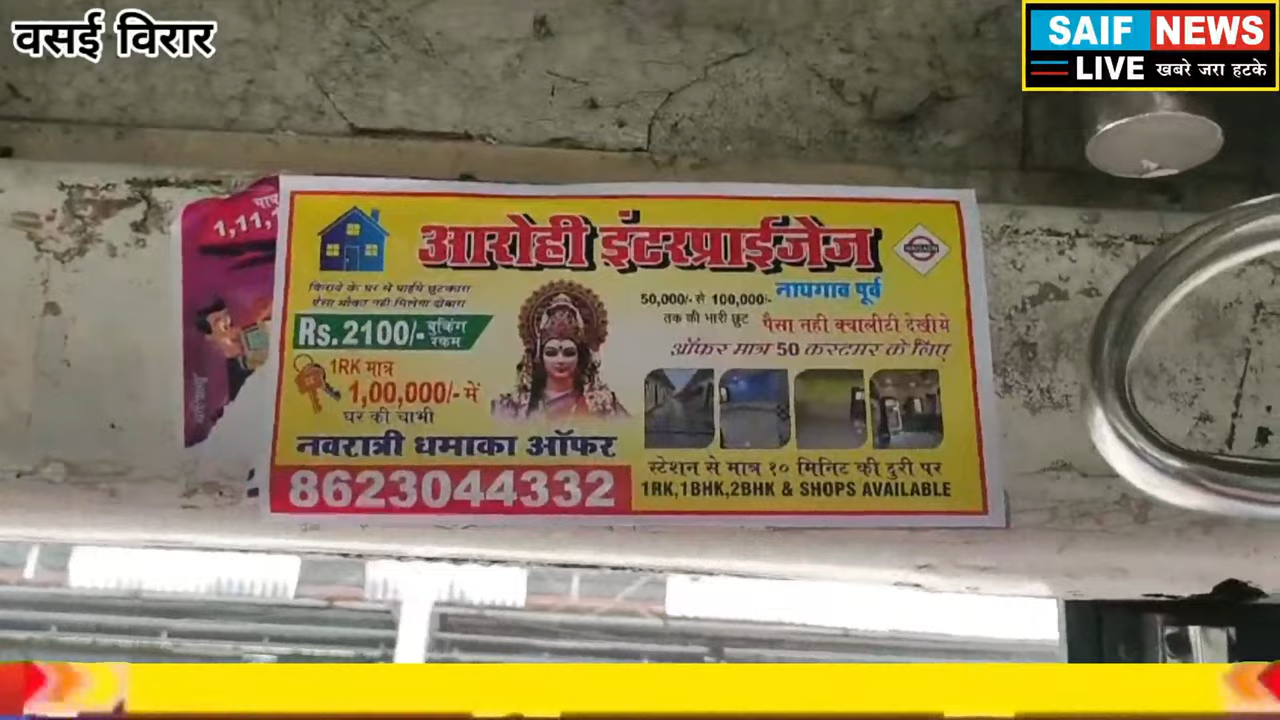 वसई विरार
SAIF NEWS
LIVE खबरे जरा हटके
1,11,
आरोही इंटरप्राईजेज
NAIGAON
नायगाव पूर्व
किराये के घर से पाईये छुटकारा
ऐसा मौका नही मिलेगा दोबारा
50,000/- से 100,000/-
तक की भारी छुट
पैसा नही क्वालीटी देखीये
Rs. 2100/- बुकिंग रकम
ऑफर मात्र 50 कस्टमर के लिए
1RK मात्र
1,00,000/- में
घर की चाभी
नवरात्री धमाका ऑफर
8623044332
स्टेशन से मात्र १० मिनिट की दुरी पर
1RK,1BHK,2BHK & SHOPS AVAILABLE